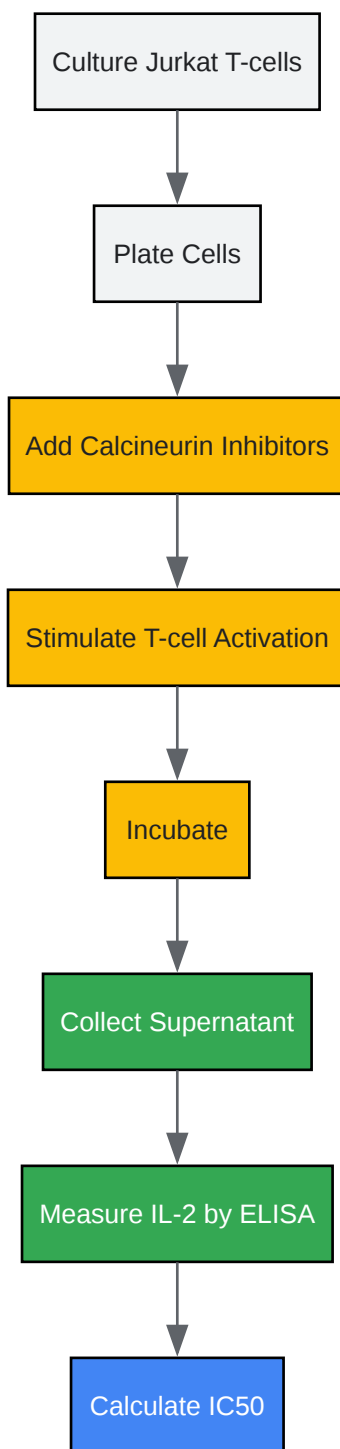 Culture Jurkat T-cells
Plate Cells
Add Calcineurin Inhibitors
Stimulate T-cell Activation
Incubate
Collect Supernatant
Measure IL-2 by ELISA
Calculate IC50